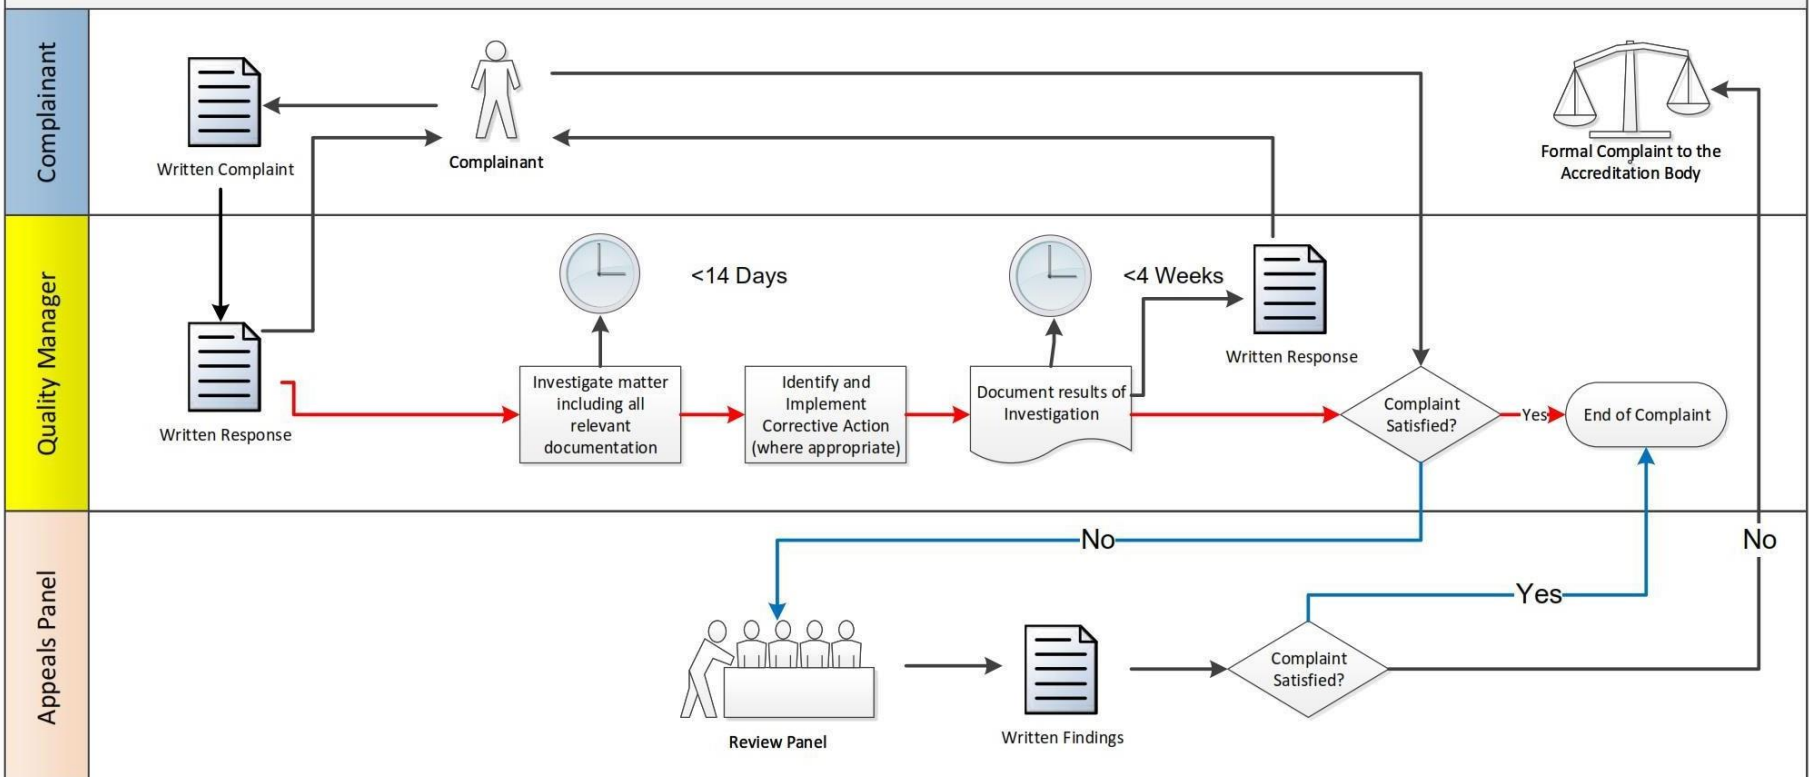 Complainant
Written Complaint
Complainant
Formal Complaint to the
Accreditation Body
Quality Manager
Written Response
<14 Days
Investigate matter
including all
relevant
documentation
Identify and
Implement
Corrective Action
(where appropriate)
<4 Weeks
Document results of
Investigation
Written Response
Complaint
Satisfied?
Yes
End of Complaint
Appeals Panel
No
No
Yes
Review Panel
Written Findings
Complaint
Satisfied?